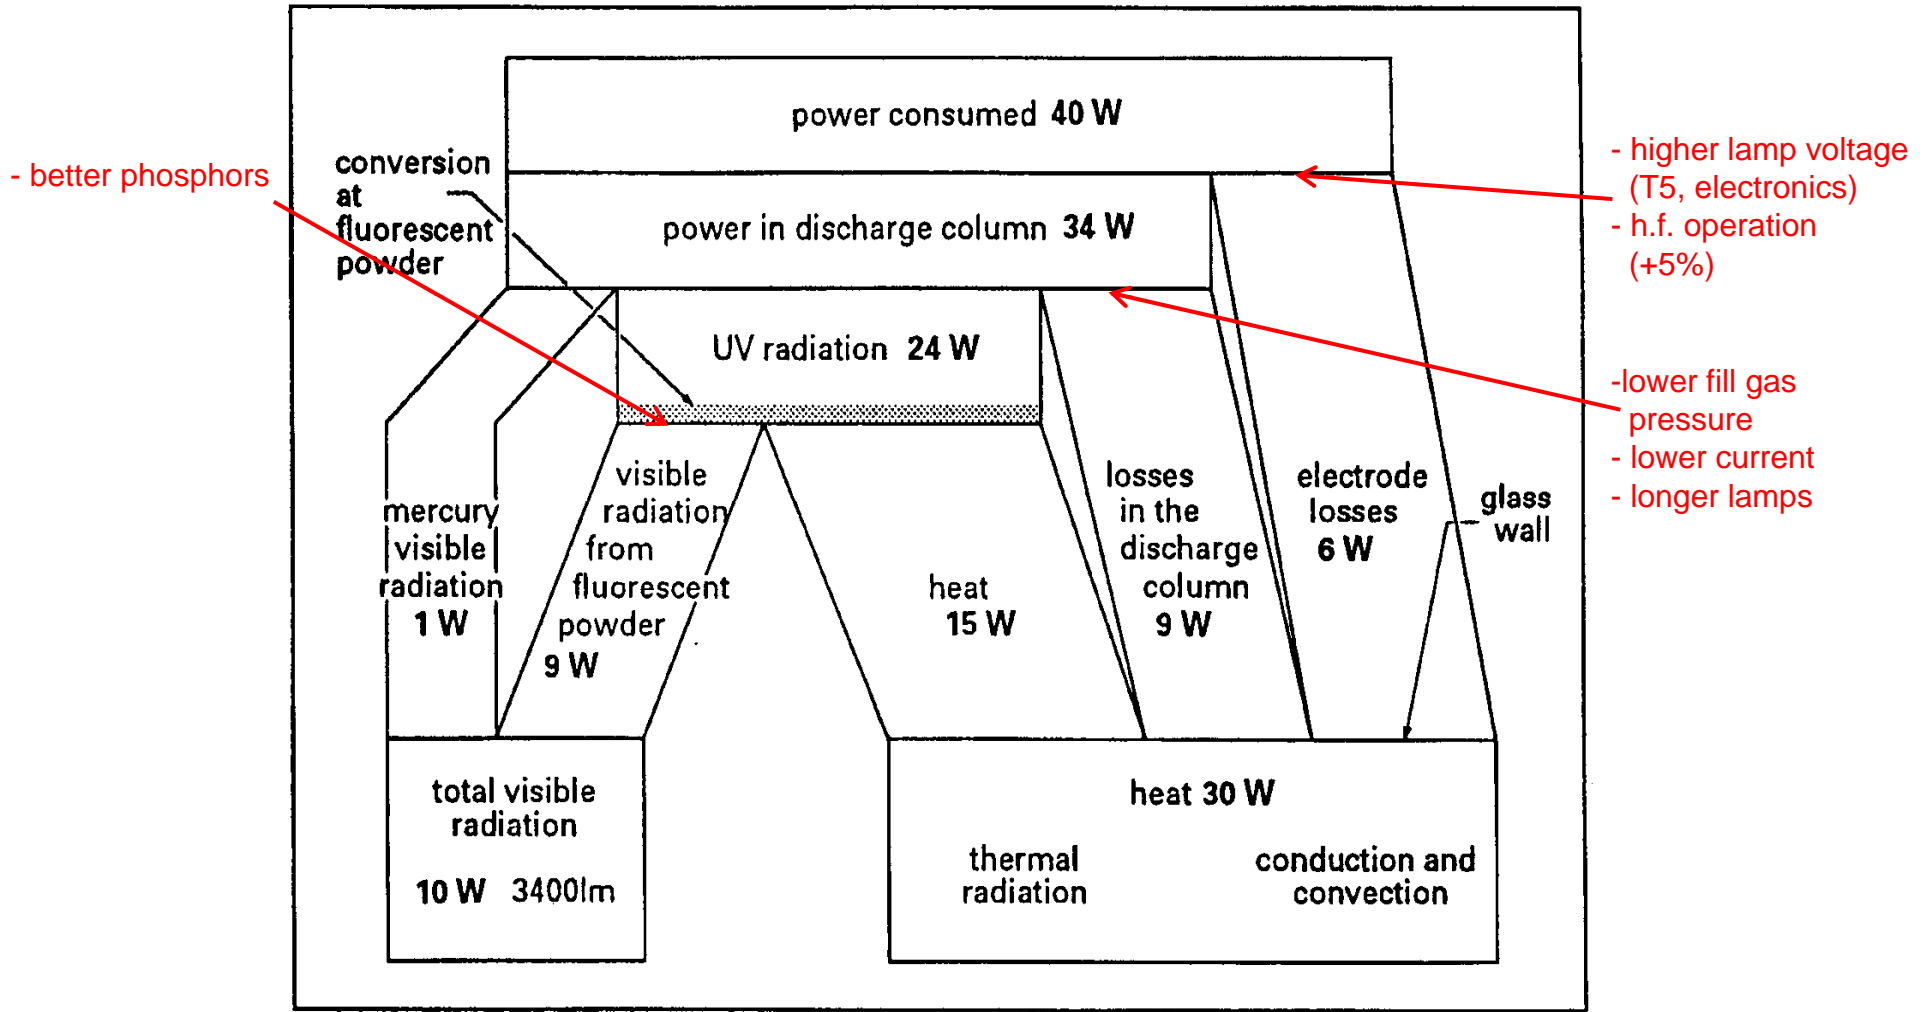 power consumed 40 W
- better phosphors
conversion
at
fluorescent
powder
- higher lamp voltage
(T5, electronics)
- h.f. operation
(+5%)
power in discharge column 34 W
UV radiation 24 W
-lower fill gas
pressure
- lower current
- longer lamps
mercury
visible
radiation
1 W
visible
radiation
from
fluorescent
powder
9 W
heat
15 W
losses
in the
discharge
column
9 W
electrode
losses
6 W
glass
wall
total visible
radiation
10 W 3400lm
heat 30 W
thermal
radiation
conduction and
convection